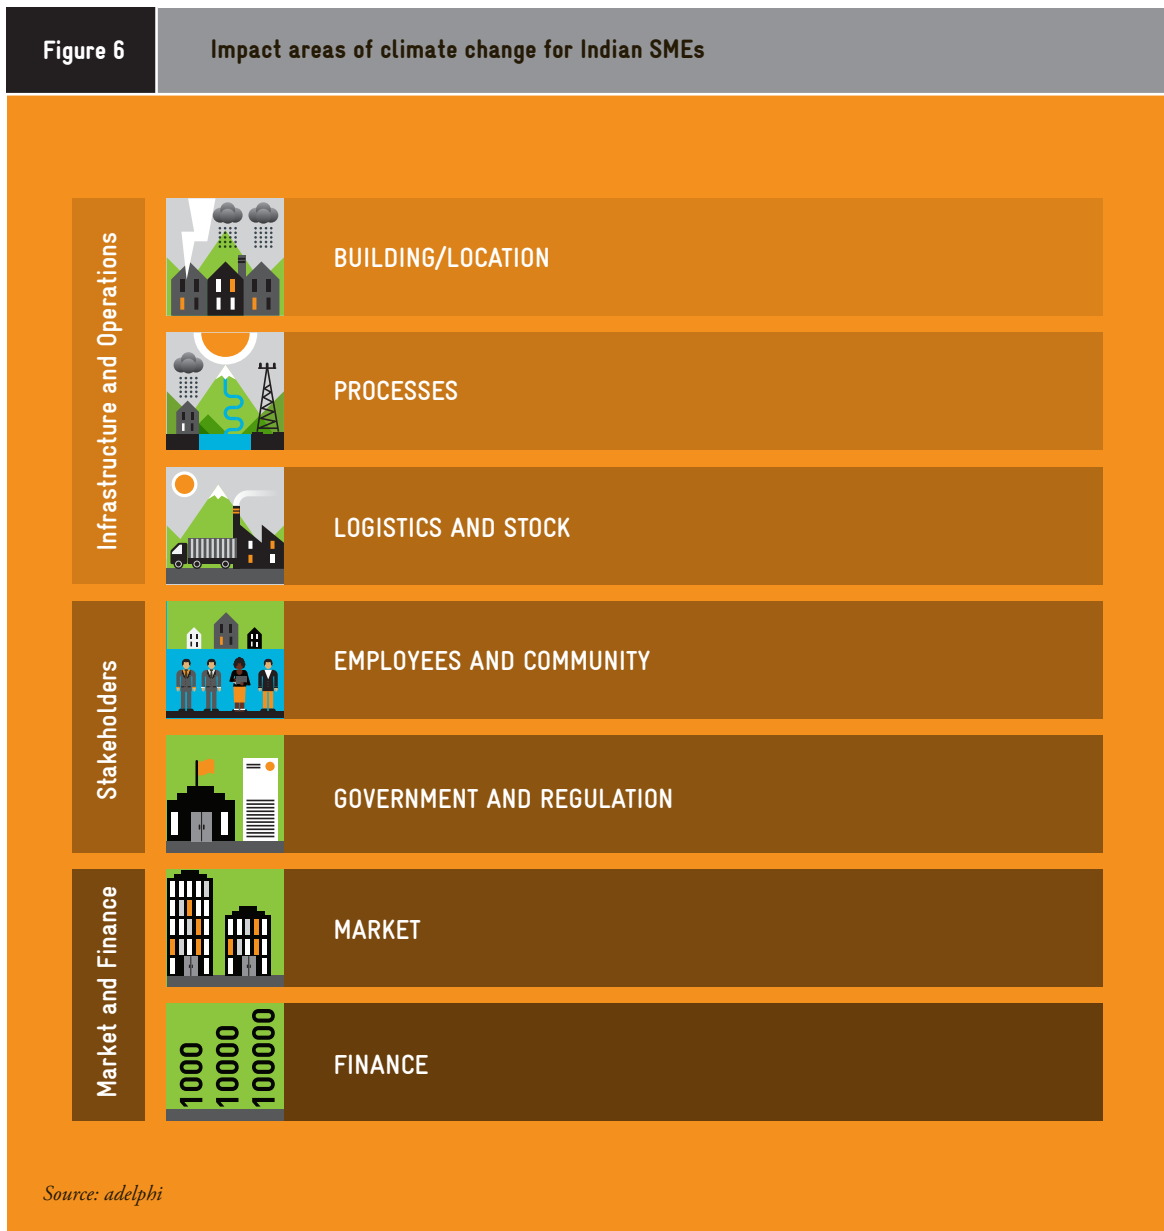 Figure 6
Impact areas of climate change for Indian SMEs
Infrastructure and Operations
BUILDING/LOCATION
PROCESSES
LOGISTICS AND STOCK
Stakeholders
EMPLOYEES AND COMMUNITY
GOVERNMENT AND REGULATION
Market and Finance
MARKET
1000
10000
100000
FINANCE
Source: adelphi